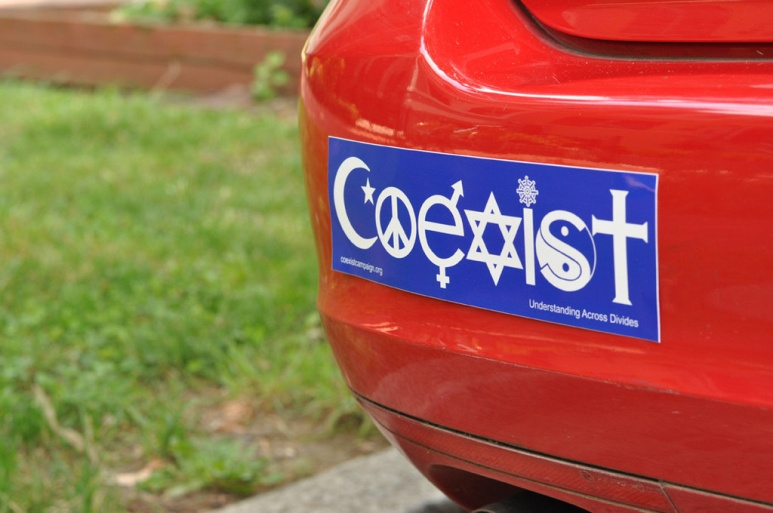 Coexist
coexistcampaign.org
Understanding Across Divides